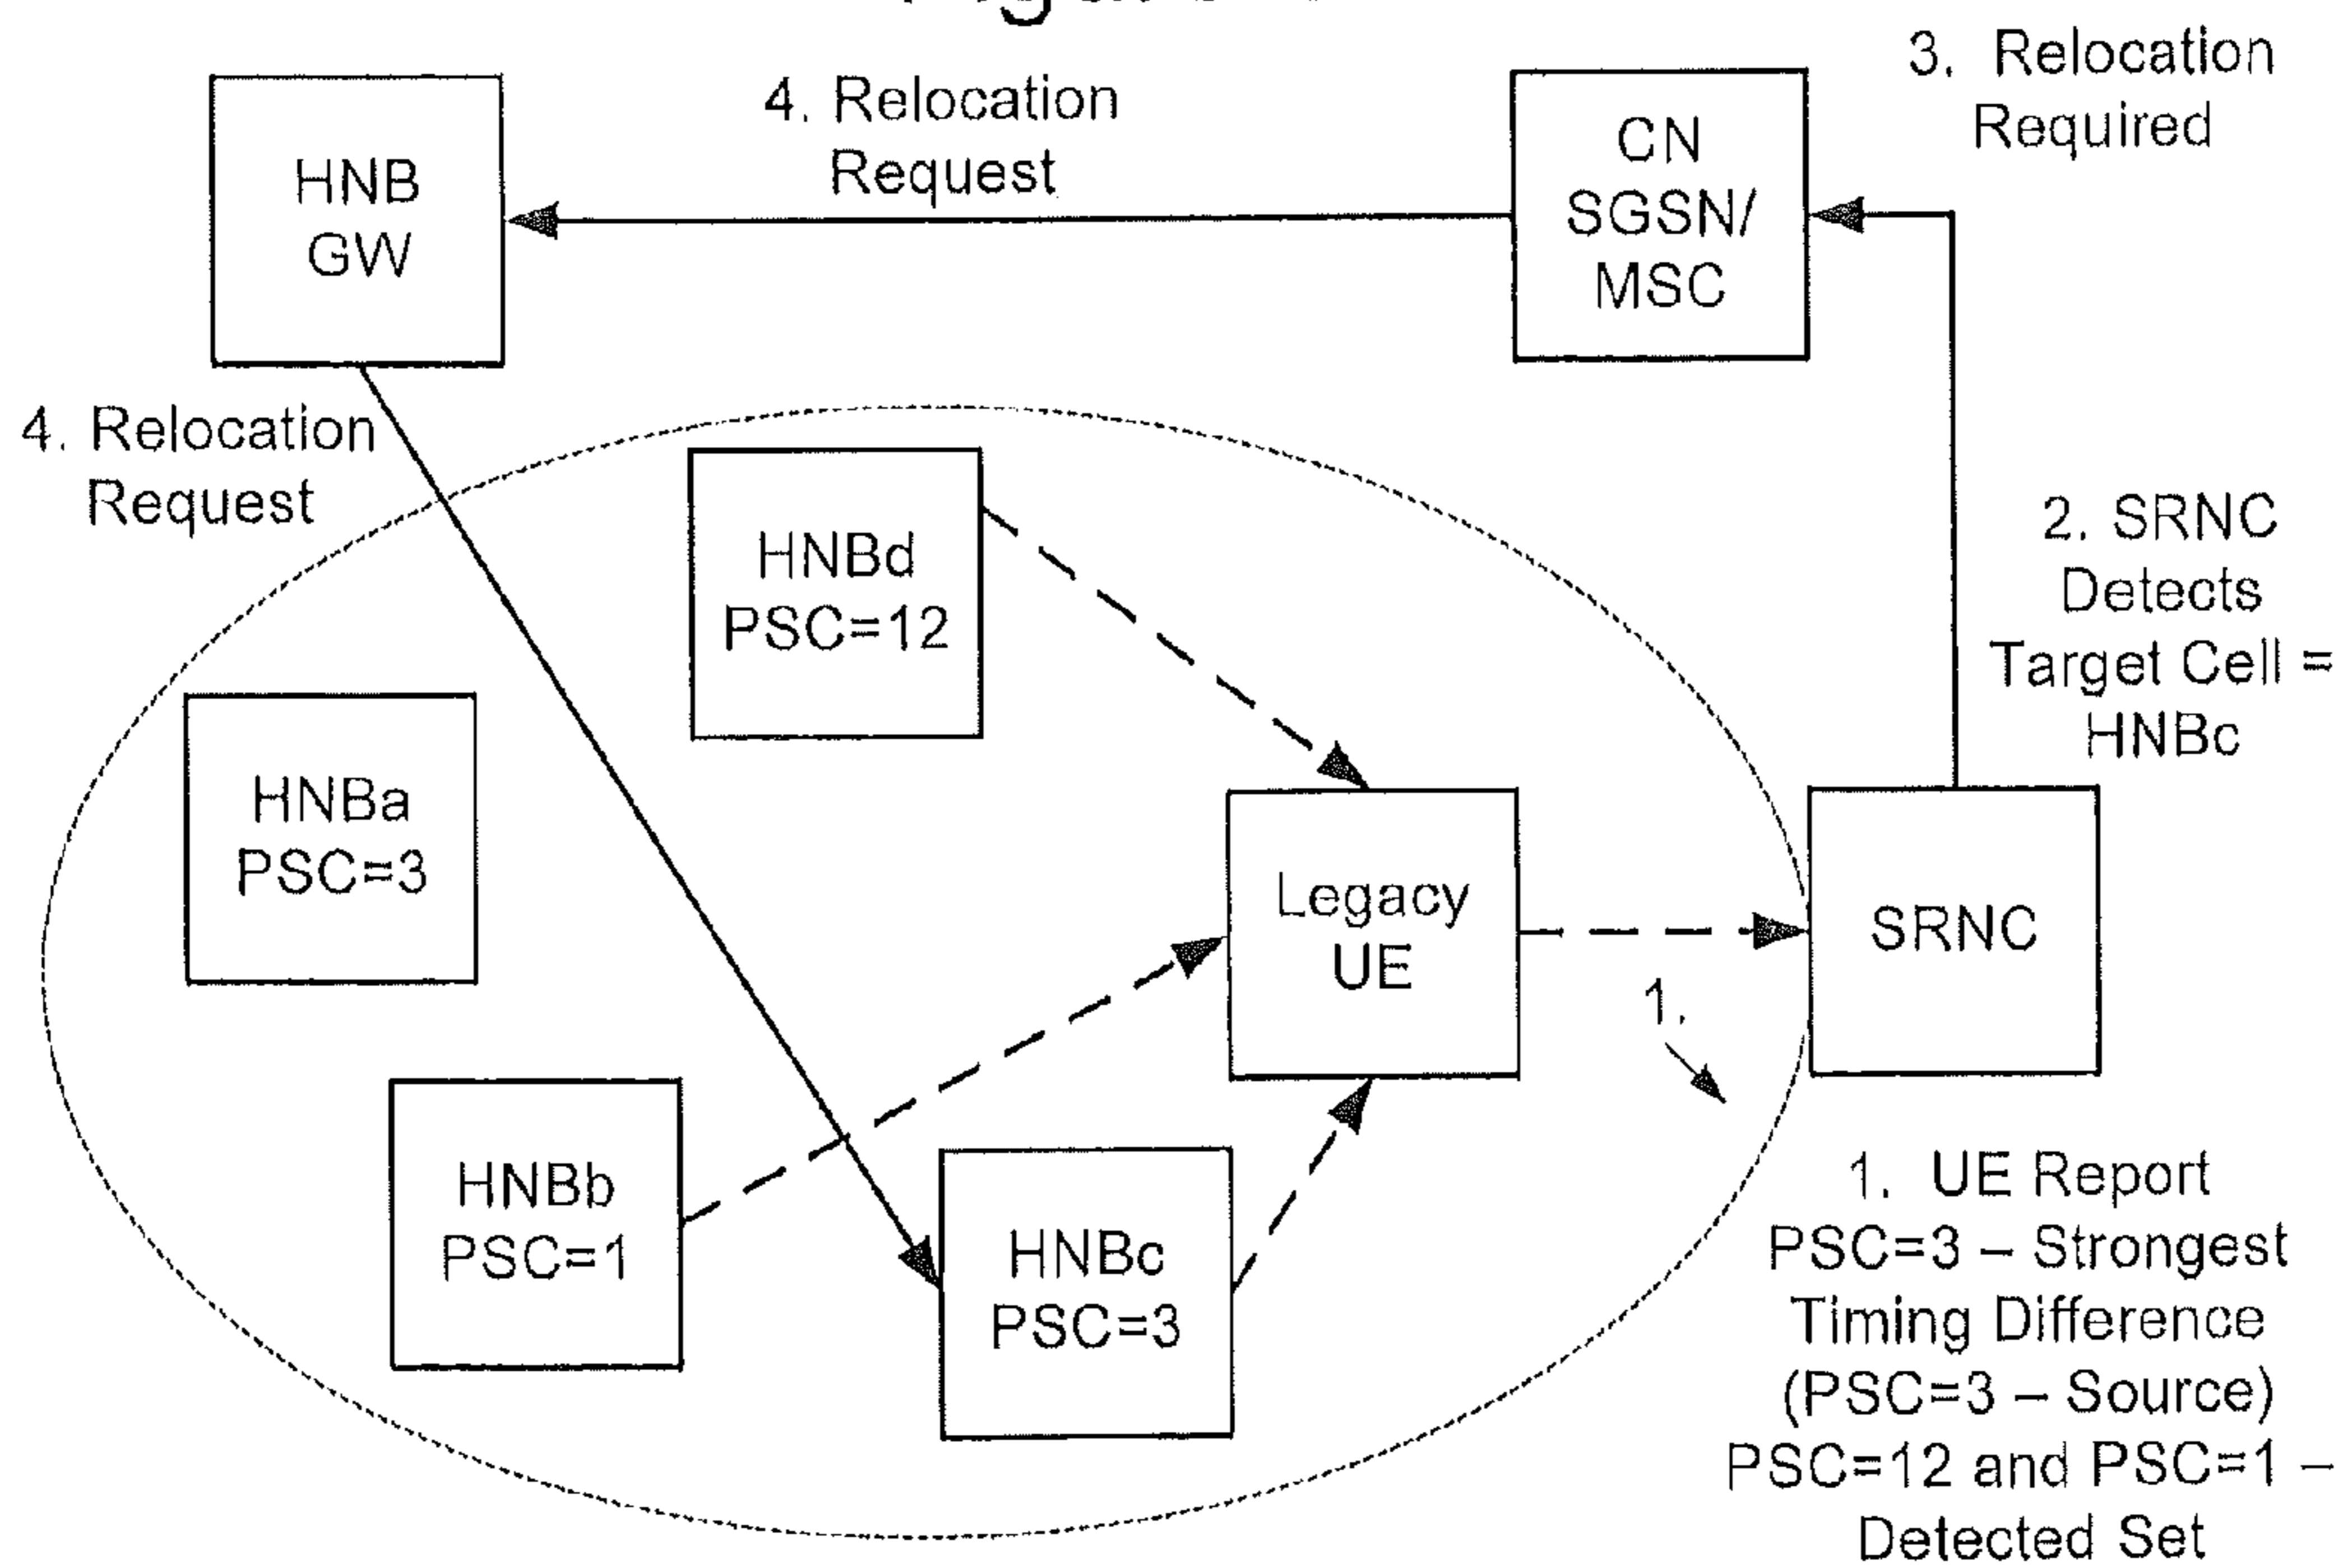 3. Relocation
Required
4. Relocation
Request
HNB
GW
CN
SGSN/
MSC
4. Relocation
Request
HNBd
PSC=12
2. SRNC
Detects
Target Cell =
HNBc
HNBa
PSC=3
Legacy
UE
SRNC
1.
HNBb
PSC=1
HNBc
PSC=3
1. UE Report
PSC=3 – Strongest
Timing Difference
(PSC=3 – Source)
PSC=12 and PSC=1 –
Detected Set